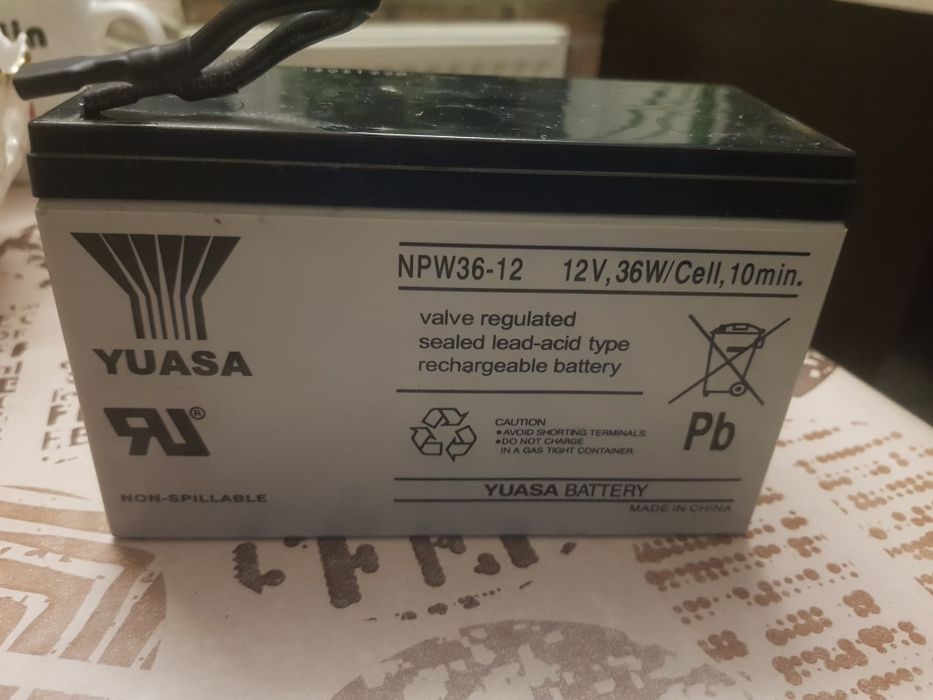 YUASA
RU®
NON-SPILLABLE
NPW36-12 12V,36W/Cell,10min.
valve regulated
sealed lead-acid type
rechargeable battery
CAUTION
•AVOID SHORTING TERMINALS.
•DO NOT CHARGE
IN A GAS TIGHT CONTAINER.
Pb
YUASA BATTERY
MADE IN CHINA